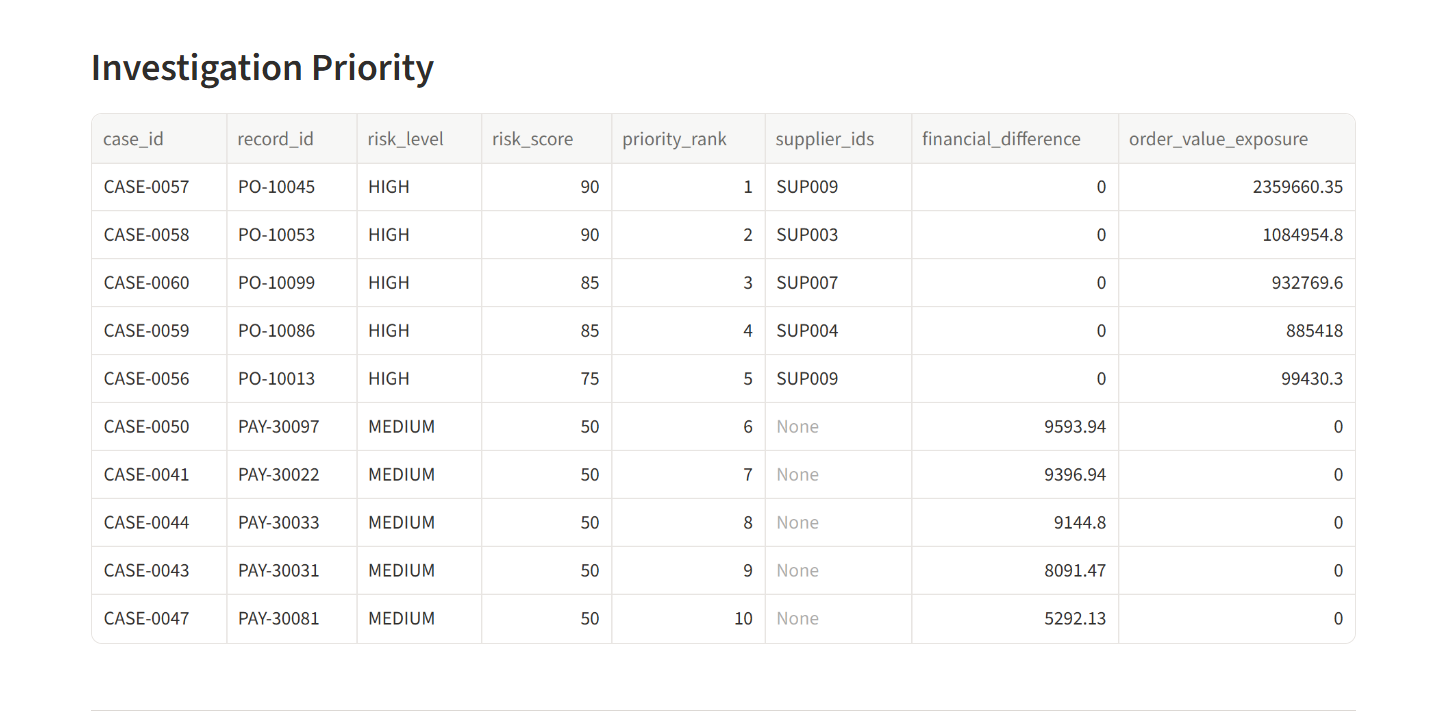 Investigation Priority
case_id record_id risk_level risk_score priority_rank supplier_ids financial_difference order_value_exposure
CASE-0057 PO-10045 HIGH 90 1 SUP009 0 2359660.35
CASE-0058 PO-10053 HIGH 90 2 SUP003 0 1084954.8
CASE-0060 PO-10099 HIGH 85 3 SUP007 0 932769.6
CASE-0059 PO-10086 HIGH 85 4 SUP004 0 885418
CASE-0056 PO-10013 HIGH 75 5 SUP009 0 99430.3
CASE-0050 PAY-30097 MEDIUM 50 6 None 9593.94 0
CASE-0041 PAY-30022 MEDIUM 50 7 None 9396.94 0
CASE-0044 PAY-30033 MEDIUM 50 8 None 9144.8 0
CASE-0043 PAY-30031 MEDIUM 50 9 None 8091.47 0
CASE-0047 PAY-30081 MEDIUM 50 10 None 5292.13 0